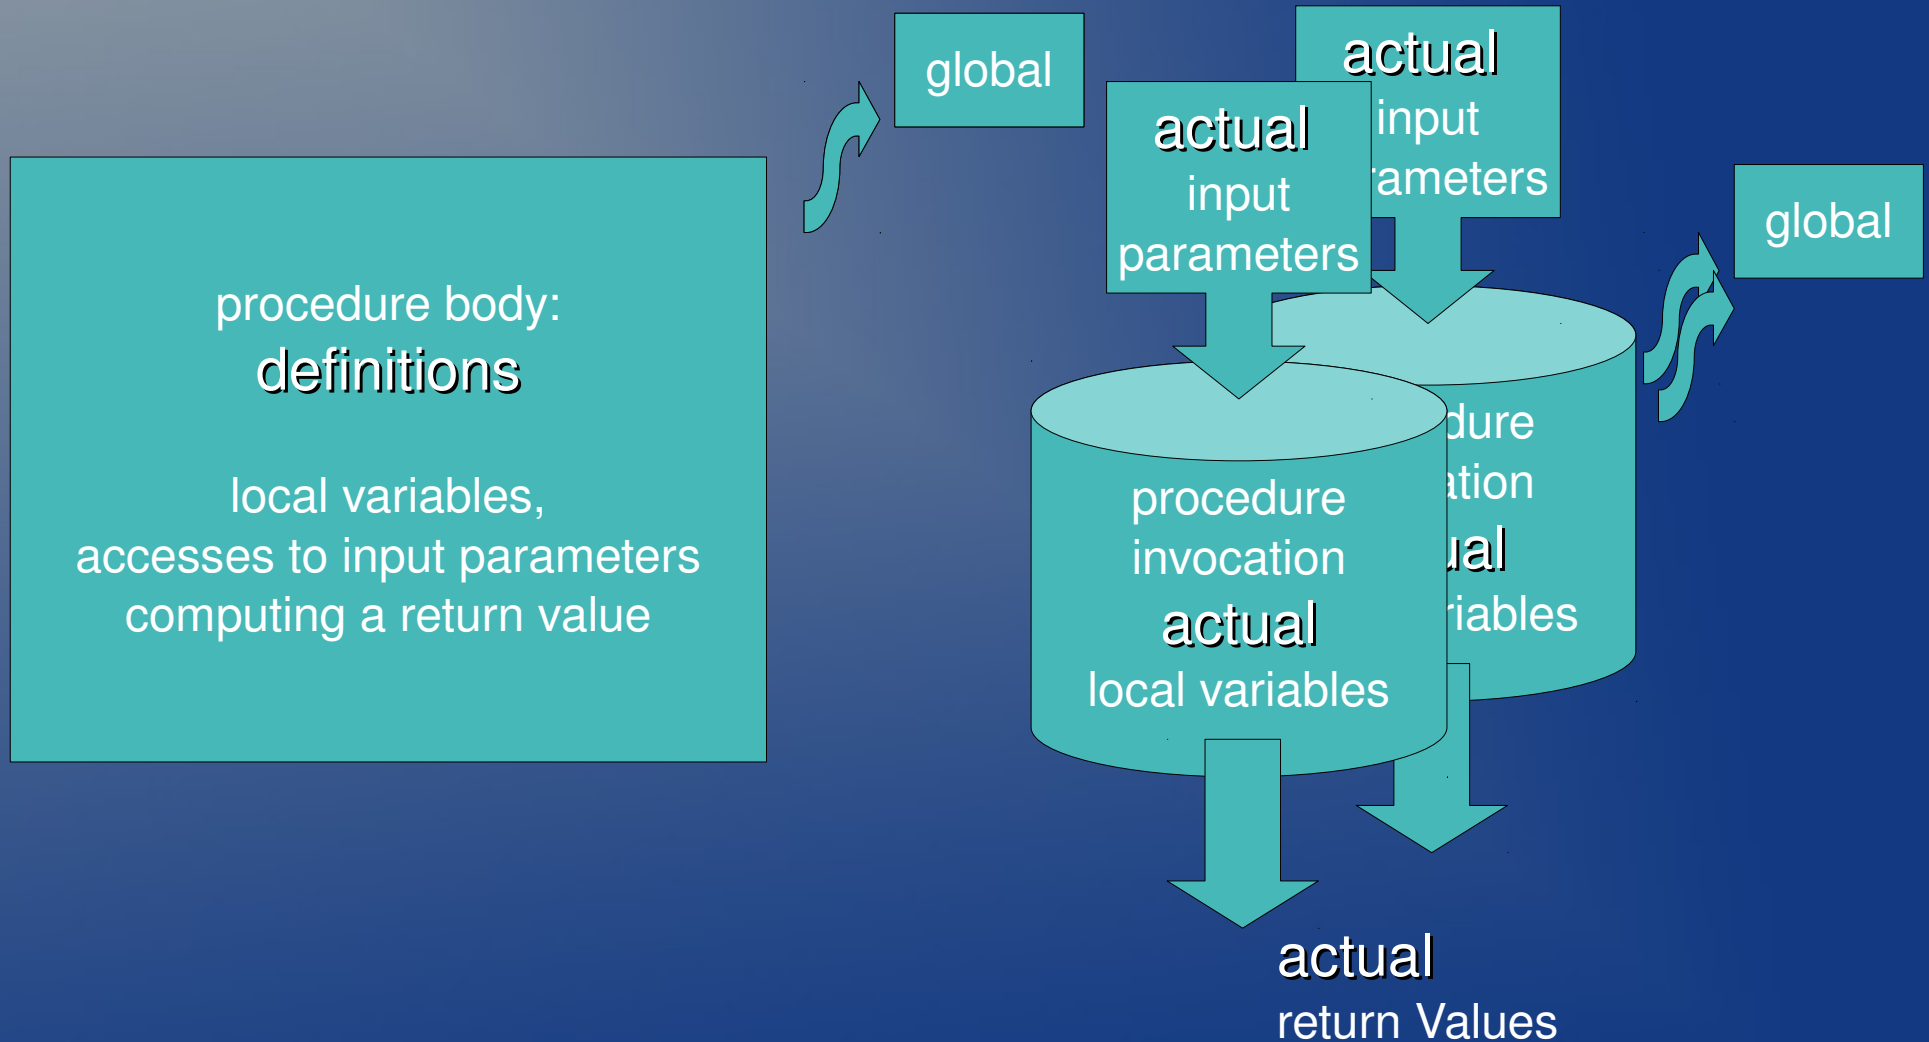 procedure body:
definitions
local variables,
accesses to input parameters
computing a return value
global
actual
input
parameters
actual
input
rameters
procedure
invocation
actual
local variables
dure
ation
ual
riables
global
actual
return Values